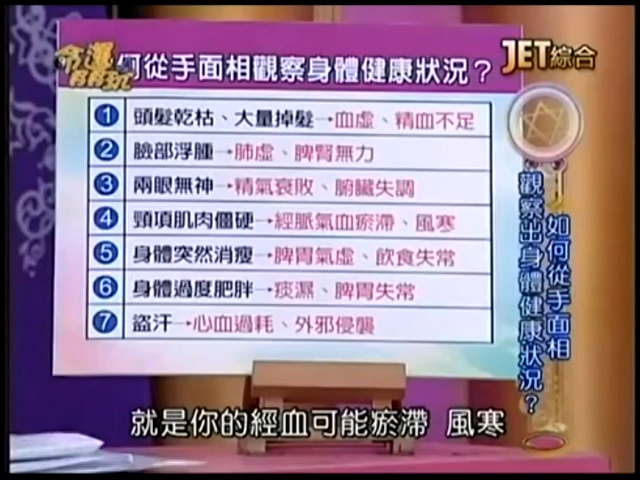 命運好好玩
何從手面相觀察身體健康狀況？
JET綜合
1 頭髮乾枯、大量掉髮→血虛、精血不足
2 臉部浮腫→肺虛、脾腎無力
3 兩眼無神→精氣衰敗、腑臟失調
4 頸項肌肉僵硬→經脈氣血瘀滯、風寒
5 身體突然消瘦→脾胃氣虛、飲食失常
6 身體過度肥胖→痰濕、脾胃失常
7 盜汗→心血過耗、外邪侵襲
如何從手面相
觀察出身體健康狀況？
就是你的經血可能瘀滯 風寒